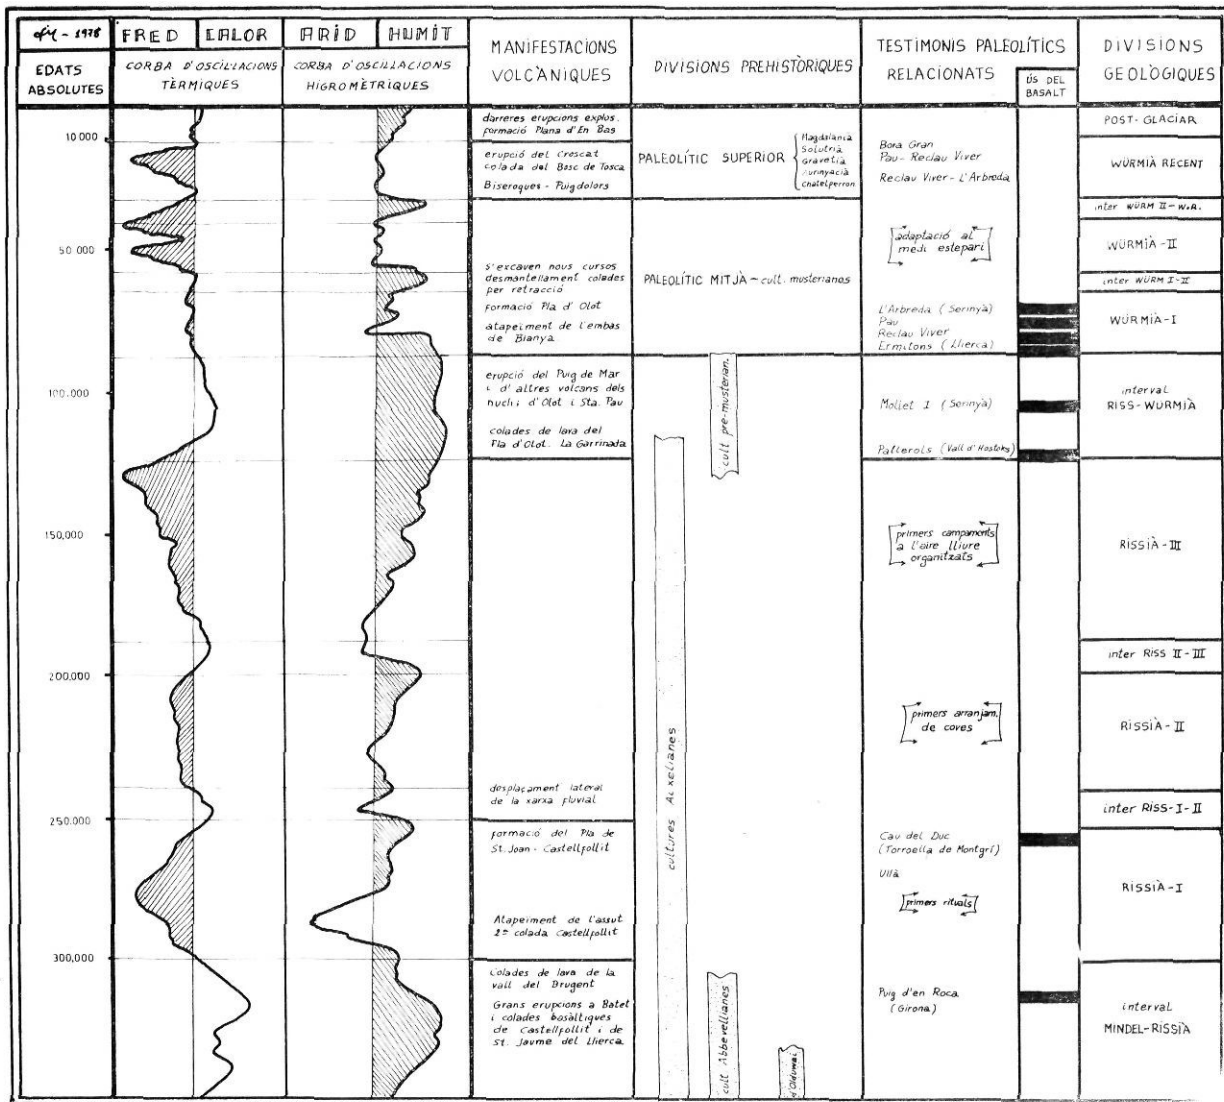 1978
FRED
CALOR
ARID
HUMIT
EDATS
ABSOLUTES
CORBA D'OSCIL·LACIONS
TÈRMIQUES
CORBA D'OSCIL·LACIONS
HIGROMÈTRIQUES
MANIFESTACIONS
VOLCÀNIQUES
DIVISIONS PREHISTÒRIQUES
TESTIMONIS PALEOLÍTICS
RELACIONATS
ÚS DEL
BASALT
DIVISIONS
GEOLÒGIQUES
10 000
50 000
100.000
150,000
200,000
250,000
300,000
darreres erupcions explos.
formació Plana d'En Bas
erupció del Croscat
colada del Bosc de Tosca
Biseroques - Puigdolors
S'excaven nous cursos
desmantellament colades
per retracció
formació Pla d'Olot
atapeiment de l'embas
de Bianya
erupció del Puig de Mar
i d'altres volcans dels
nuclis d'Olot i Sta. Pau
colades de lava del
Pla d'Olot. La Garrinada
desplaçament lateral
de la xarxa fluvial
formació del Pla de
St. Joan - Castellfollit
Atapeiment de l'assut
2ª colada Castellfollit
Colades de lava de la
vall del Brugent
Grans erupcions a Batet
i colades basàltiques
de Castellfollit i de
St. Jaume del Llierca
PALEOLÍTIC SUPERIOR
Magdalenià
Solutrià
Gravetià
Aurinyacià
Chatelperron
PALEOLÍTIC MITJÀ - cult. musterianes
cult pre-musterian.
cultures Aixelianes
cult Abbevellianes
d'Olduwai
Bora Gran
Pau - Reclau Viver
Reclau Viver - L'Arbreda
adaptació al
medi estepari
L'Arbreda (Serinyà)
Pau
Reclau Viver
Ermitons (Llierca)
Mollet I (Serinyà)
Pallerols (Vall d'Hostoles)
primers campaments
a l'aire lliure
organitzats
primers arranjam.
de coves
Cau del Duc
(Torroella de Montgrí)
Ullà
primers rituals
Puig d'en Roca
(Girona)
POST-GLACIAR
WÜRMIÀ RECENT
inter WÜRM II - W.R.
WÜRMIÀ - II
inter WÜRM I - II
WÜRMIÀ - I
interval
RISS - WÜRMIÀ
RISSIÀ - III
inter RISS II - III
RISSIÀ - II
inter RISS - I - II
RISSIÀ - I
interval
MINDEL - RISSIÀ